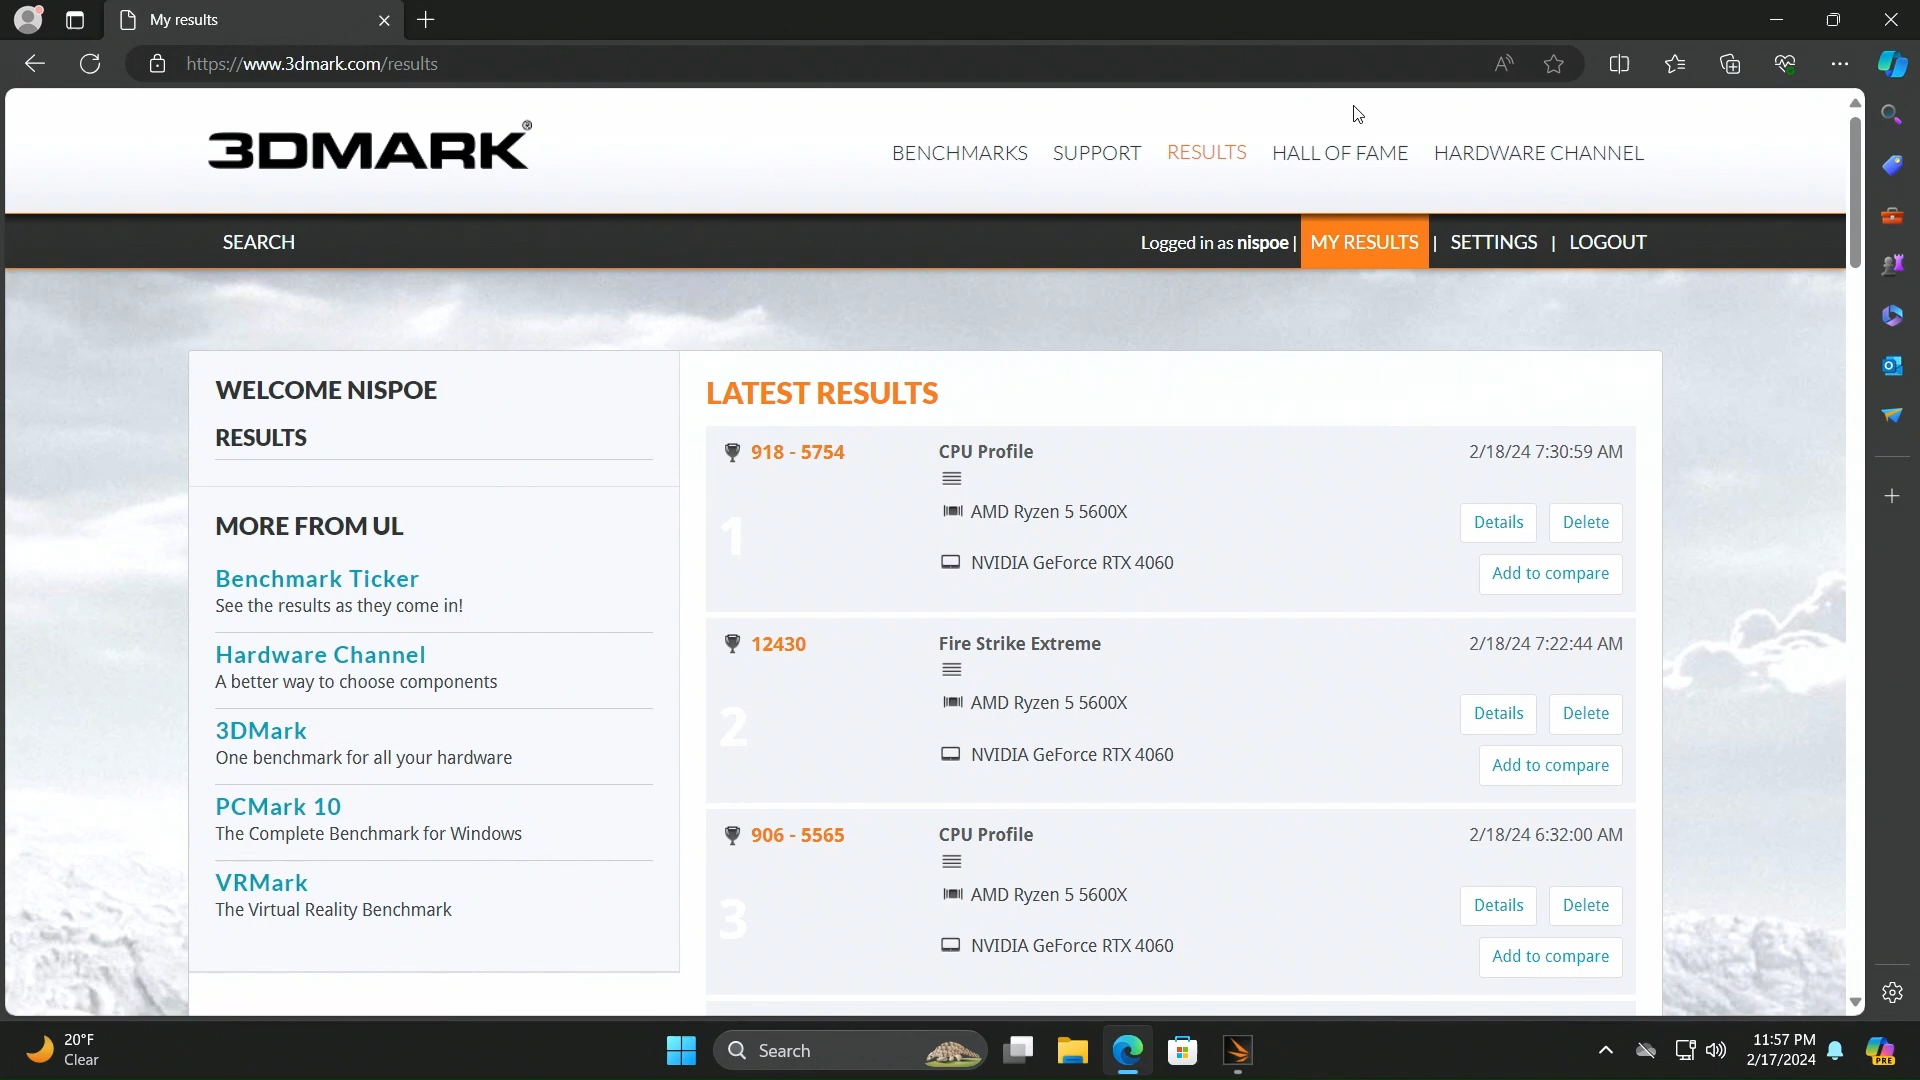 My results
https://www.3dmark.com/results
3DMARK®
BENCHMARKS SUPPORT RESULTS HALL OF FAME HARDWARE CHANNEL
SEARCH
Logged in as nispoe | MY RESULTS | SETTINGS | LOGOUT
WELCOME NISPOE
RESULTS
MORE FROM UL
Benchmark Ticker
See the results as they come in!
Hardware Channel
A better way to choose components
3DMark
One benchmark for all your hardware
PCMark 10
The Complete Benchmark for Windows
VRMark
The Virtual Reality Benchmark
LATEST RESULTS
918 - 5754 CPU Profile 2/18/24 7:30:59 AM
1
AMD Ryzen 5 5600X
Details Delete
NVIDIA GeForce RTX 4060
Add to compare
12430 Fire Strike Extreme 2/18/24 7:22:44 AM
2
AMD Ryzen 5 5600X
Details Delete
NVIDIA GeForce RTX 4060
Add to compare
906 - 5565 CPU Profile 2/18/24 6:32:00 AM
3
AMD Ryzen 5 5600X
Details Delete
NVIDIA GeForce RTX 4060
Add to compare
20°F
Clear
Search
11:57 PM
2/17/2024
PRE